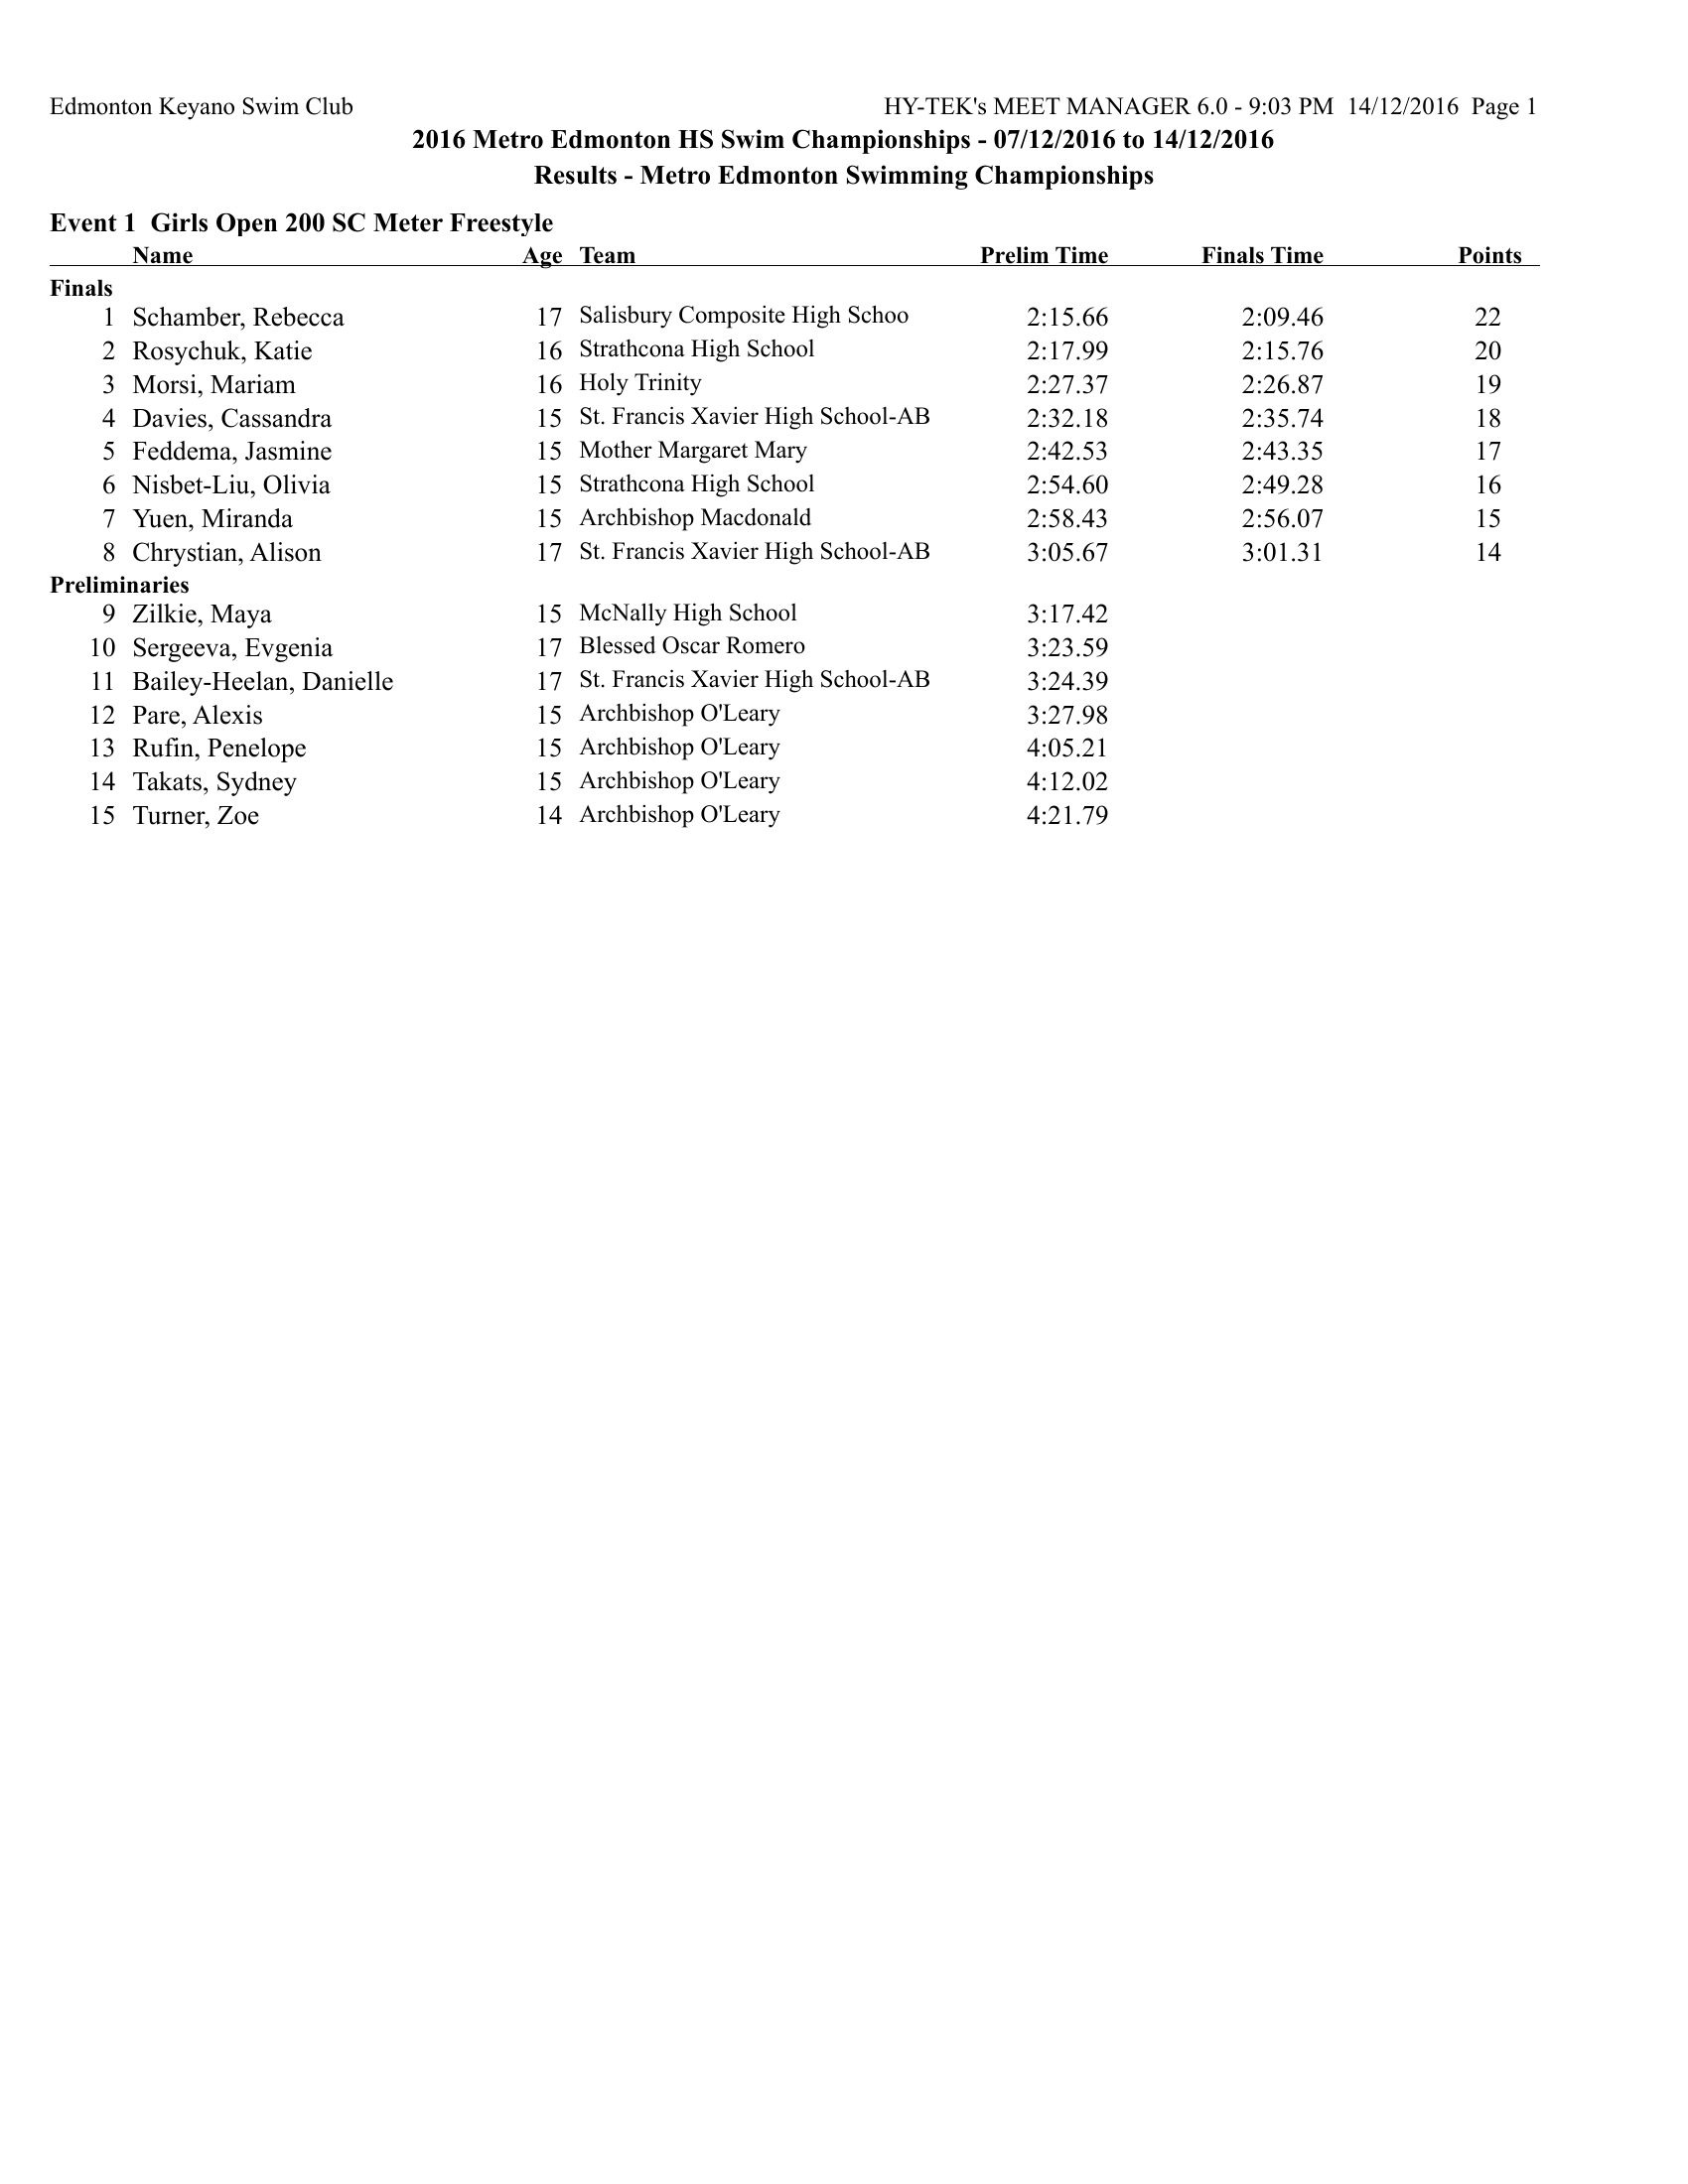 Edmonton Keyano Swim Club HY-TEK's MEET MANAGER 6.0 - 9:03 PM 14/12/2016 Page 1
2016 Metro Edmonton HS Swim Championships - 07/12/2016 to 14/12/2016
Results - Metro Edmonton Swimming Championships
Event 1 Girls Open 200 SC Meter Freestyle
Name Age Team Prelim Time Finals Time Points
Finals
1 Schamber, Rebecca 17 Salisbury Composite High Schoo 2:15.66 2:09.46 22
2 Rosychuk, Katie 16 Strathcona High School 2:17.99 2:15.76 20
3 Morsi, Mariam 16 Holy Trinity 2:27.37 2:26.87 19
4 Davies, Cassandra 15 St. Francis Xavier High School-AB 2:32.18 2:35.74 18
5 Feddema, Jasmine 15 Mother Margaret Mary 2:42.53 2:43.35 17
6 Nisbet-Liu, Olivia 15 Strathcona High School 2:54.60 2:49.28 16
7 Yuen, Miranda 15 Archbishop Macdonald 2:58.43 2:56.07 15
8 Chrystian, Alison 17 St. Francis Xavier High School-AB 3:05.67 3:01.31 14
Preliminaries
9 Zilkie, Maya 15 McNally High School 3:17.42
10 Sergeeva, Evgenia 17 Blessed Oscar Romero 3:23.59
11 Bailey-Heelan, Danielle 17 St. Francis Xavier High School-AB 3:24.39
12 Pare, Alexis 15 Archbishop O'Leary 3:27.98
13 Rufin, Penelope 15 Archbishop O'Leary 4:05.21
14 Takats, Sydney 15 Archbishop O'Leary 4:12.02
15 Turner, Zoe 14 Archbishop O'Leary 4:21.79